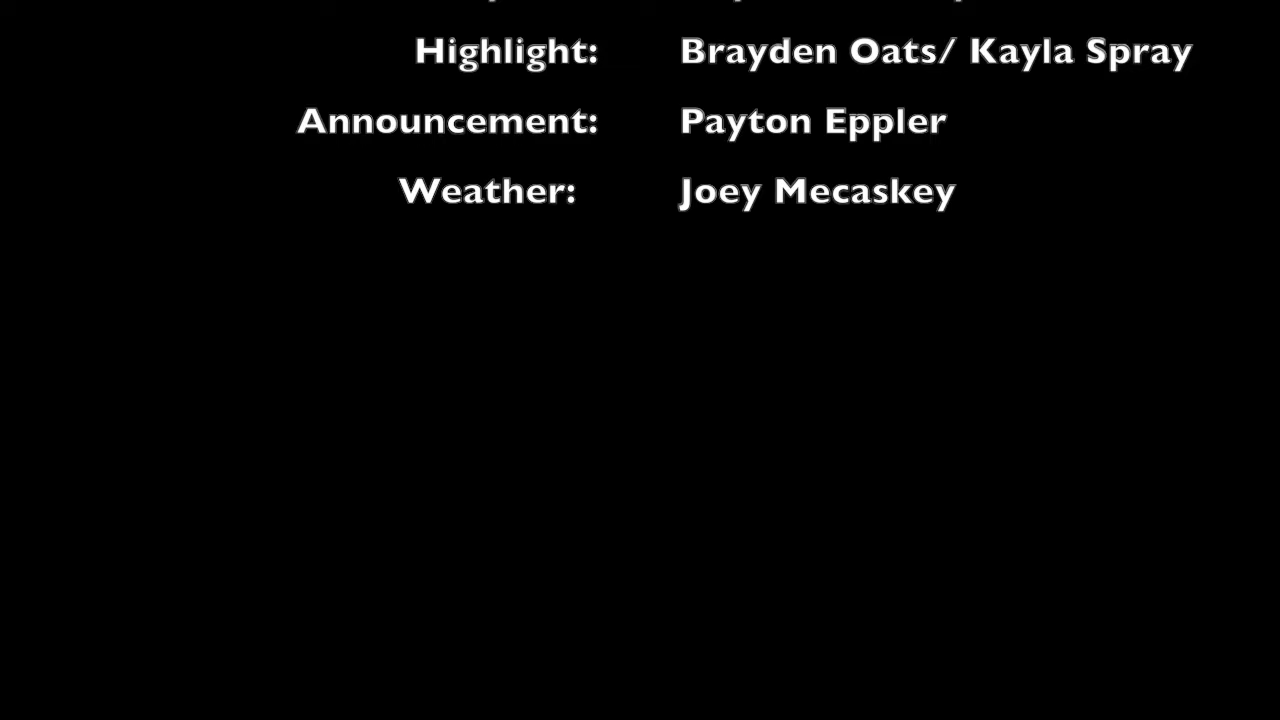 Highlight: Brayden Oats/ Kayla Spray
Announcement: Payton Eppler
Weather: Joey Mecaskey